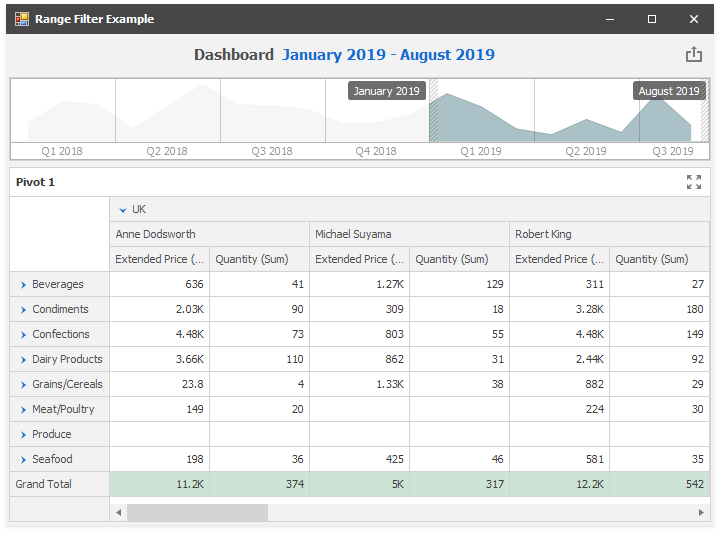 Range Filter Example
Dashboard January 2019 - August 2019
January 2019 August 2019
Q1 2018 Q2 2018 Q3 2018 Q4 2018 Q1 2019 Q2 2019 Q3 2019
Pivot 1
UK
Anne Dodsworth Michael Suyama Robert King
Extended Price (... Quantity (Sum) Extended Price (... Quantity (Sum) Extended Price (... Quantity (Sum)
Beverages 636 41 1.27K 129 311 27
Condiments 2.03K 90 309 18 3.28K 180
Confections 4.48K 73 803 55 4.48K 149
Dairy Products 3.66K 110 862 31 2.44K 92
Grains/Cereals 23.8 4 1.33K 38 882 29
Meat/Poultry 149 20 224 30
Produce
Seafood 198 36 425 46 581 35
Grand Total 11.2K 374 5K 317 12.2K 542